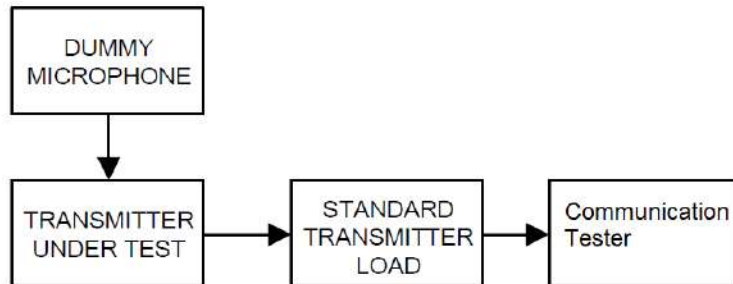 DUMMY
MICROPHONE
TRANSMITTER
UNDER TEST
STANDARD
TRANSMITTER
LOAD
Communication
Tester